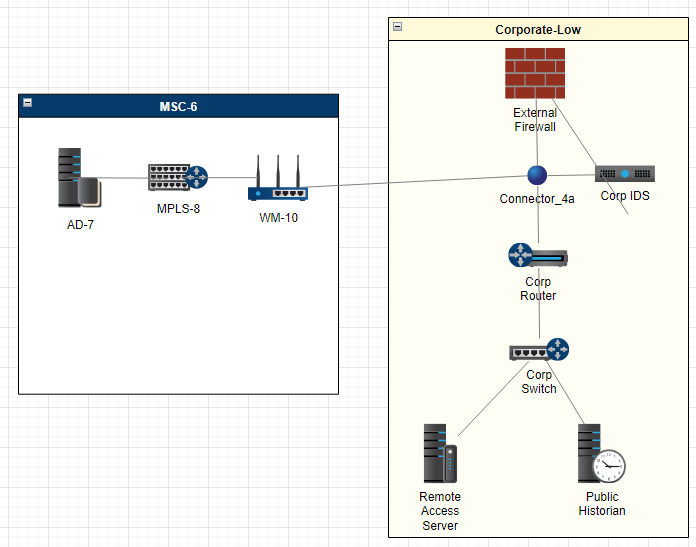 Corporate-Low
MSC-6
External
Firewall
AD-7
MPLS-8
WM-10
Connector_4a
Corp IDS
Corp
Router
Corp
Switch
Remote
Access
Server
Public
Historian